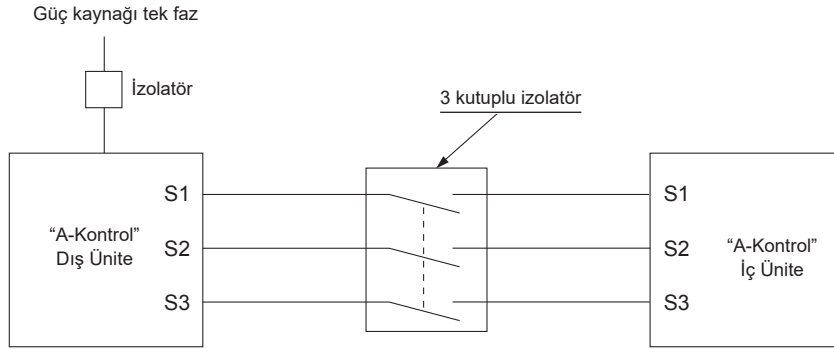 Güç kaynağı tek faz
İzolatör
3 kutuplu izolatör
S1
S2
S3
“A-Kontrol”
Dış Ünite
S1
S2
S3
“A-Kontrol”
İç Ünite